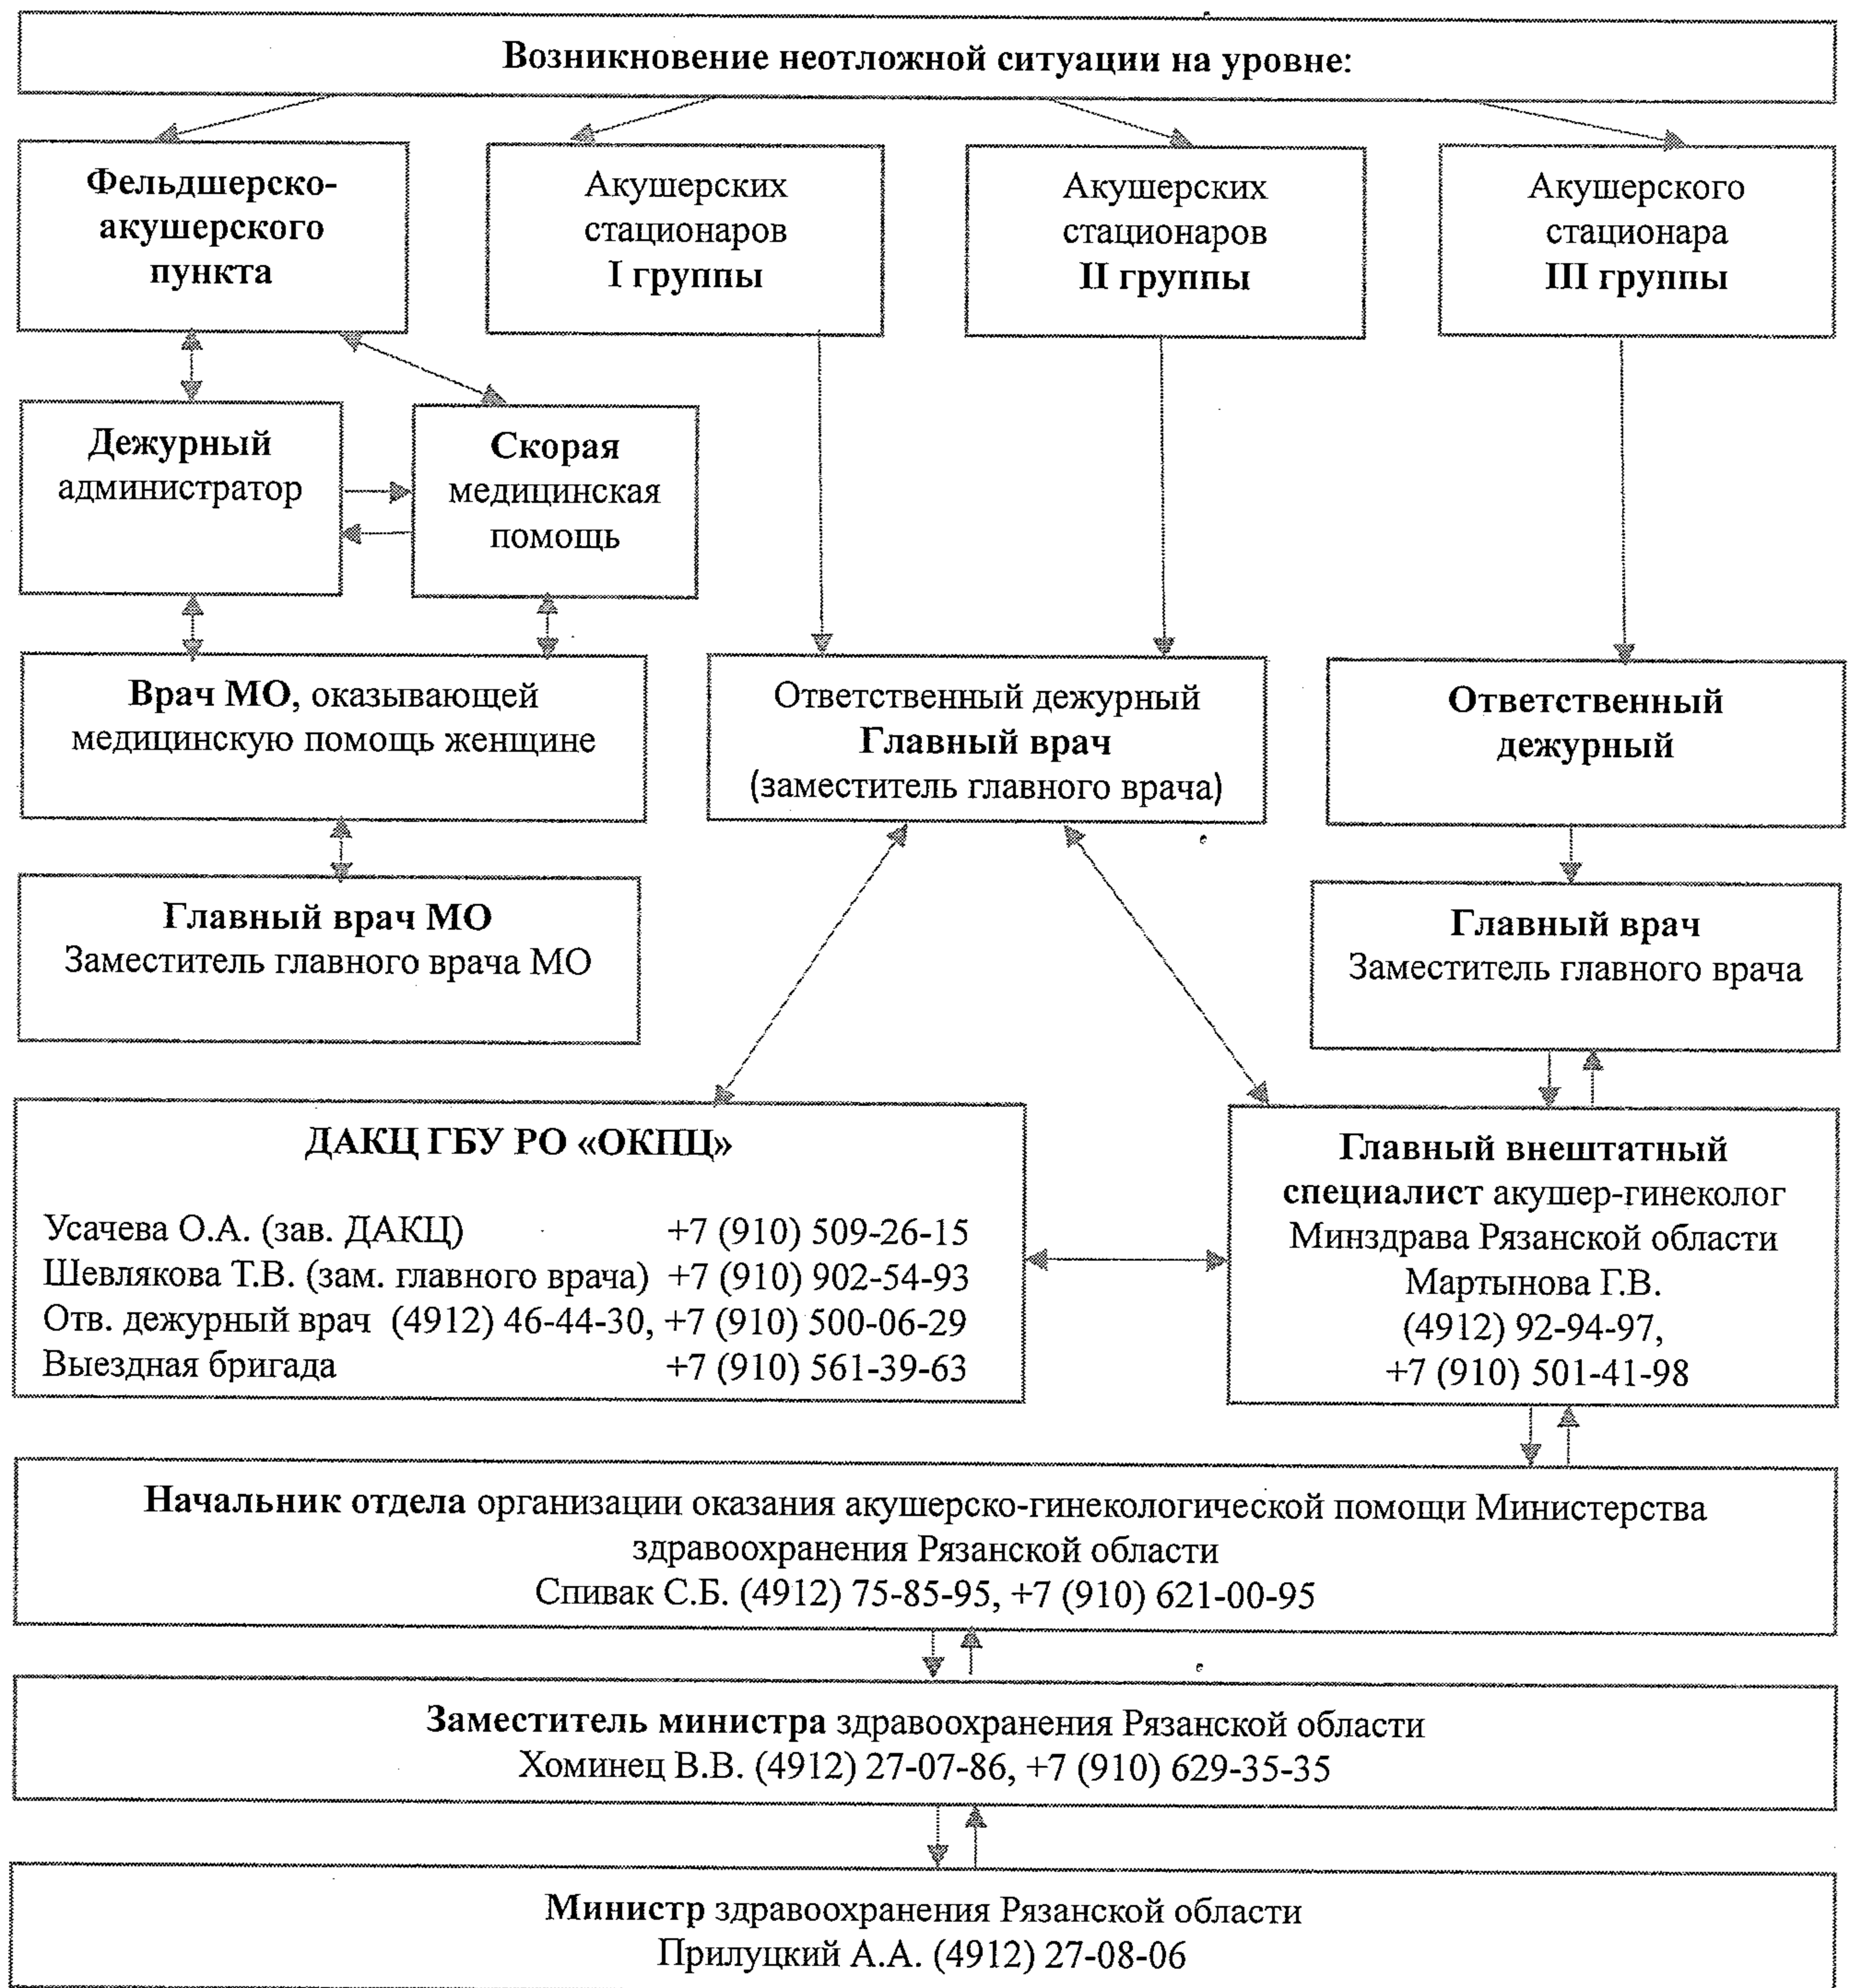 Возникновение неотложной ситуации на уровне:
Фельдшерско-
акушерского
пункта
Акушерских
стационаров
I группы
Акушерских
стационаров
II группы
Акушерского
стационара
III группы
Дежурный
администратор
Скорая
медицинская
помощь
Врач МО, оказывающей
медицинскую помощь женщине
Ответственный дежурный
Главный врач
(заместитель главного врача)
Ответственный
дежурный
Главный врач МО
Заместитель главного врача МО
Главный врач
Заместитель главного врача
ДАКЦ ГБУ РО «ОКПЦ»
Усачева О.А. (зав. ДАКЦ) +7 (910) 509-26-15
Шевлякова Т.В. (зам. главного врача) +7 (910) 902-54-93
Отв. дежурный врач (4912) 46-44-30, +7 (910) 500-06-29
Выездная бригада +7 (910) 561-39-63
Главный внештатный
специалист акушер-гинеколог
Минздрава Рязанской области
Мартынова Г.В.
(4912) 92-94-97,
+7 (910) 501-41-98
Начальник отдела организации оказания акушерско-гинекологической помощи Министерства
здравоохранения Рязанской области
Спивак С.Б. (4912) 75-85-95, +7 (910) 621-00-95
Заместитель министра здравоохранения Рязанской области
Хоминец В.В. (4912) 27-07-86, +7 (910) 629-35-35
Министр здравоохранения Рязанской области
Прилуцкий А.А. (4912) 27-08-06